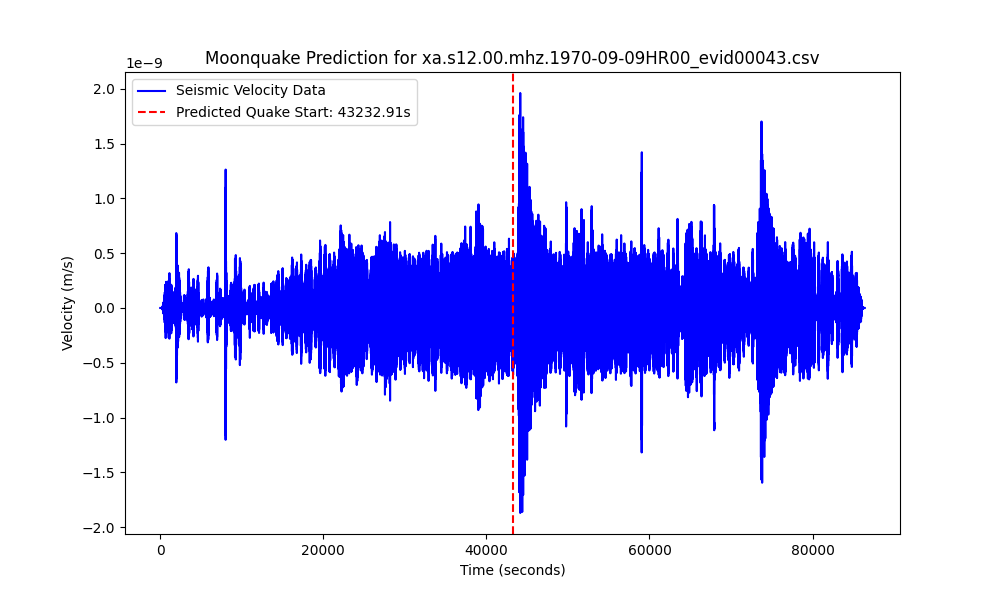 Moonquake Prediction for xa.s12.00.mhz.1970-09-09HR00_evid00043.csv
1e−9
Seismic Velocity Data
Predicted Quake Start: 43232.91s
2.0
1.5
1.0
0.5
0.0
−0.5
−1.0
−1.5
−2.0
Velocity (m/s)
0 20000 40000 60000 80000
Time (seconds)